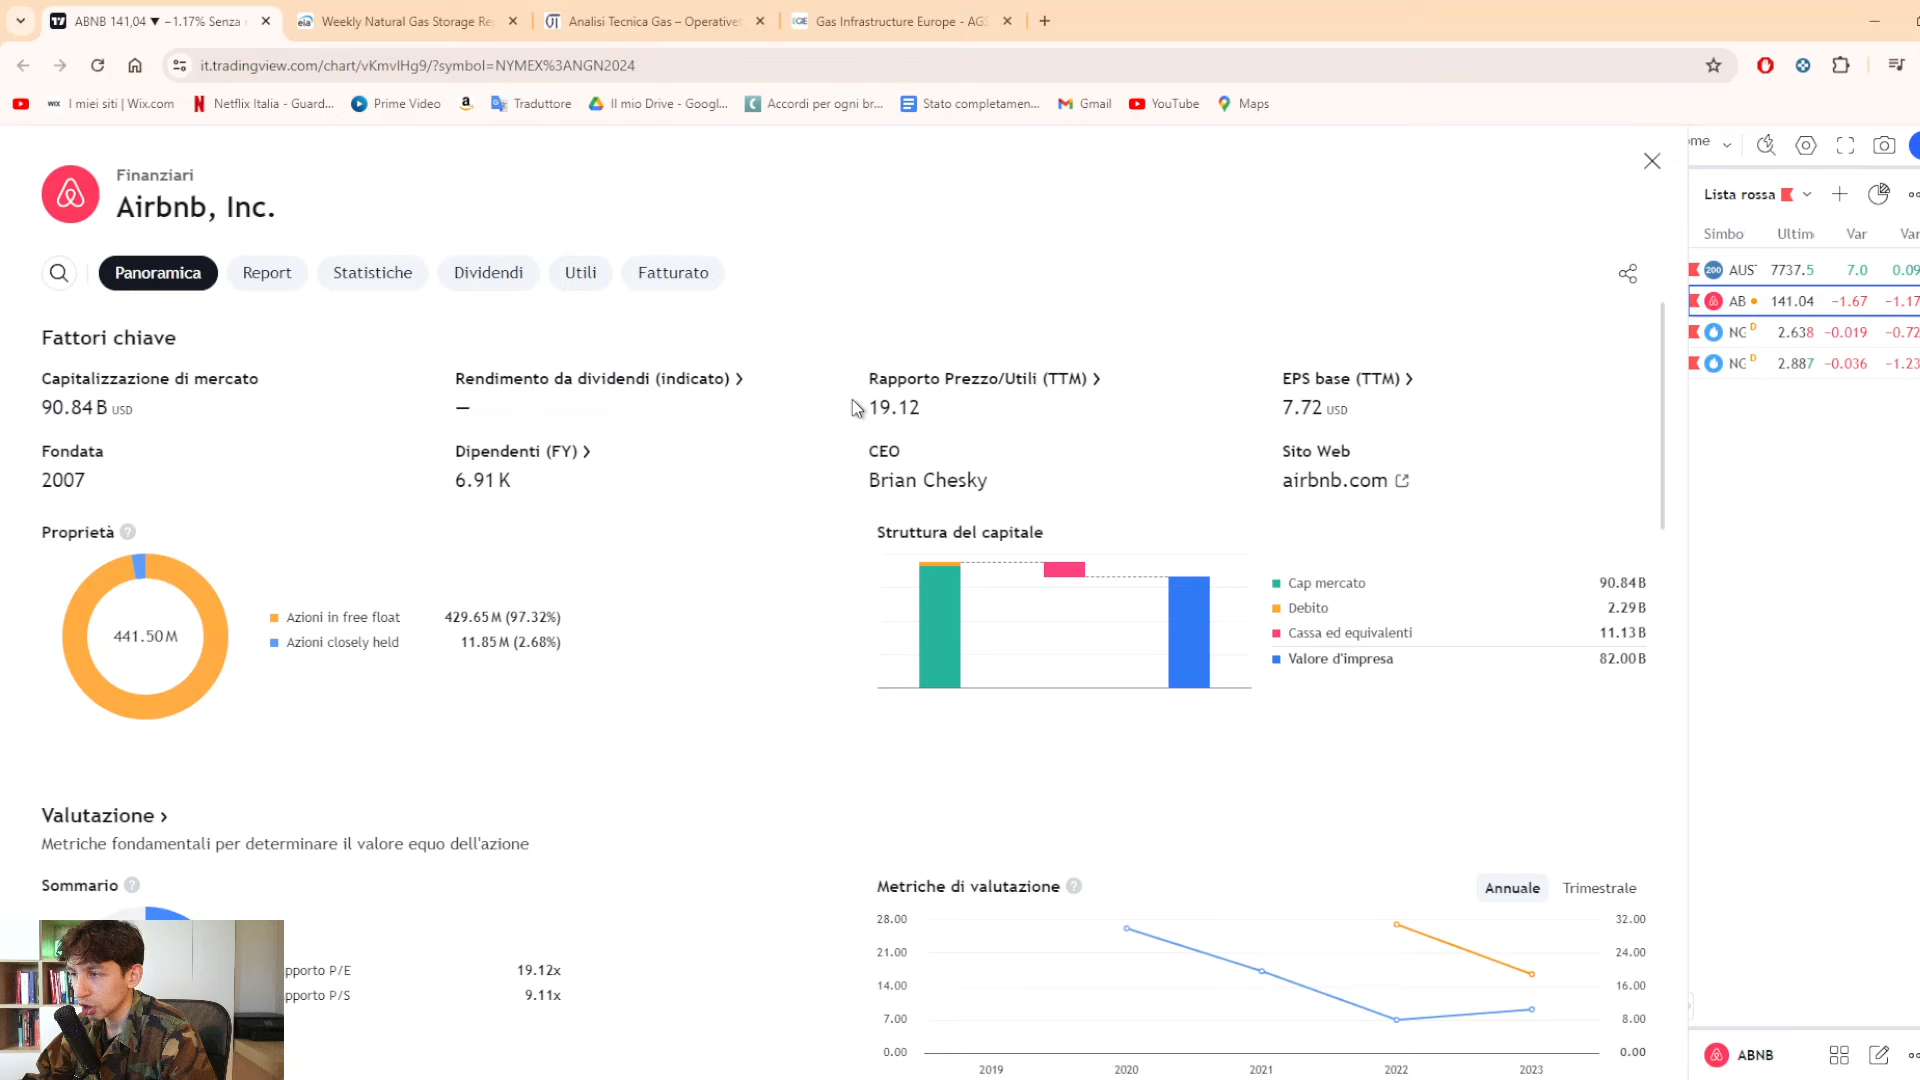 ABNB 141,04 ▼ −1.17% Senza
eia Weekly Natural Gas Storage Re
Analisi Tecnica Gas – Operatives
GIE Gas Infrastructure Europe - AGS
it.tradingview.com/chart/vKmvlHg9/?symbol=NYMEX%3ANGN2024
WIX I miei siti | Wix.com
Netflix Italia - Guard...
Prime Video
Traduttore
Il mio Drive - Googl...
Accordi per ogni br...
Stato completamen...
Gmail
YouTube
Maps
Finanziari
Airbnb, Inc.
Panoramica Report Statistiche Dividendi Utili Fatturato
Fattori chiave
Capitalizzazione di mercato
90.84 B USD
Rendimento da dividendi (indicato) >
—
Rapporto Prezzo/Utili (TTM) >
19.12
EPS base (TTM) >
7.72 USD
Fondata
2007
Dipendenti (FY) >
6.91 K
CEO
Brian Chesky
Sito Web
airbnb.com
Proprietà ?
441.50 M
Azioni in free float 429.65 M (97.32%)
Azioni closely held 11.85 M (2.68%)
Struttura del capitale
Cap mercato 90.84 B
Debito 2.29 B
Cassa ed equivalenti 11.13 B
Valore d'impresa 82.00 B
Valutazione >
Metriche fondamentali per determinare il valore equo dell'azione
Sommario ?
pporto P/E 19.12x
pporto P/S 9.11x
Metriche di valutazione ?
Annuale Trimestrale
28.00 32.00
21.00 24.00
14.00 16.00
7.00 8.00
0.00 0.00
2019 2020 2021 2022 2023
me
Lista rossa
Simbo Ultim Var Var
200 AUS 7737.5 7.0 0.09
AB 141.04 −1.67 −1.17
NG D 2.638 −0.019 −0.72
NG D 2.887 −0.036 −1.23
ABNB